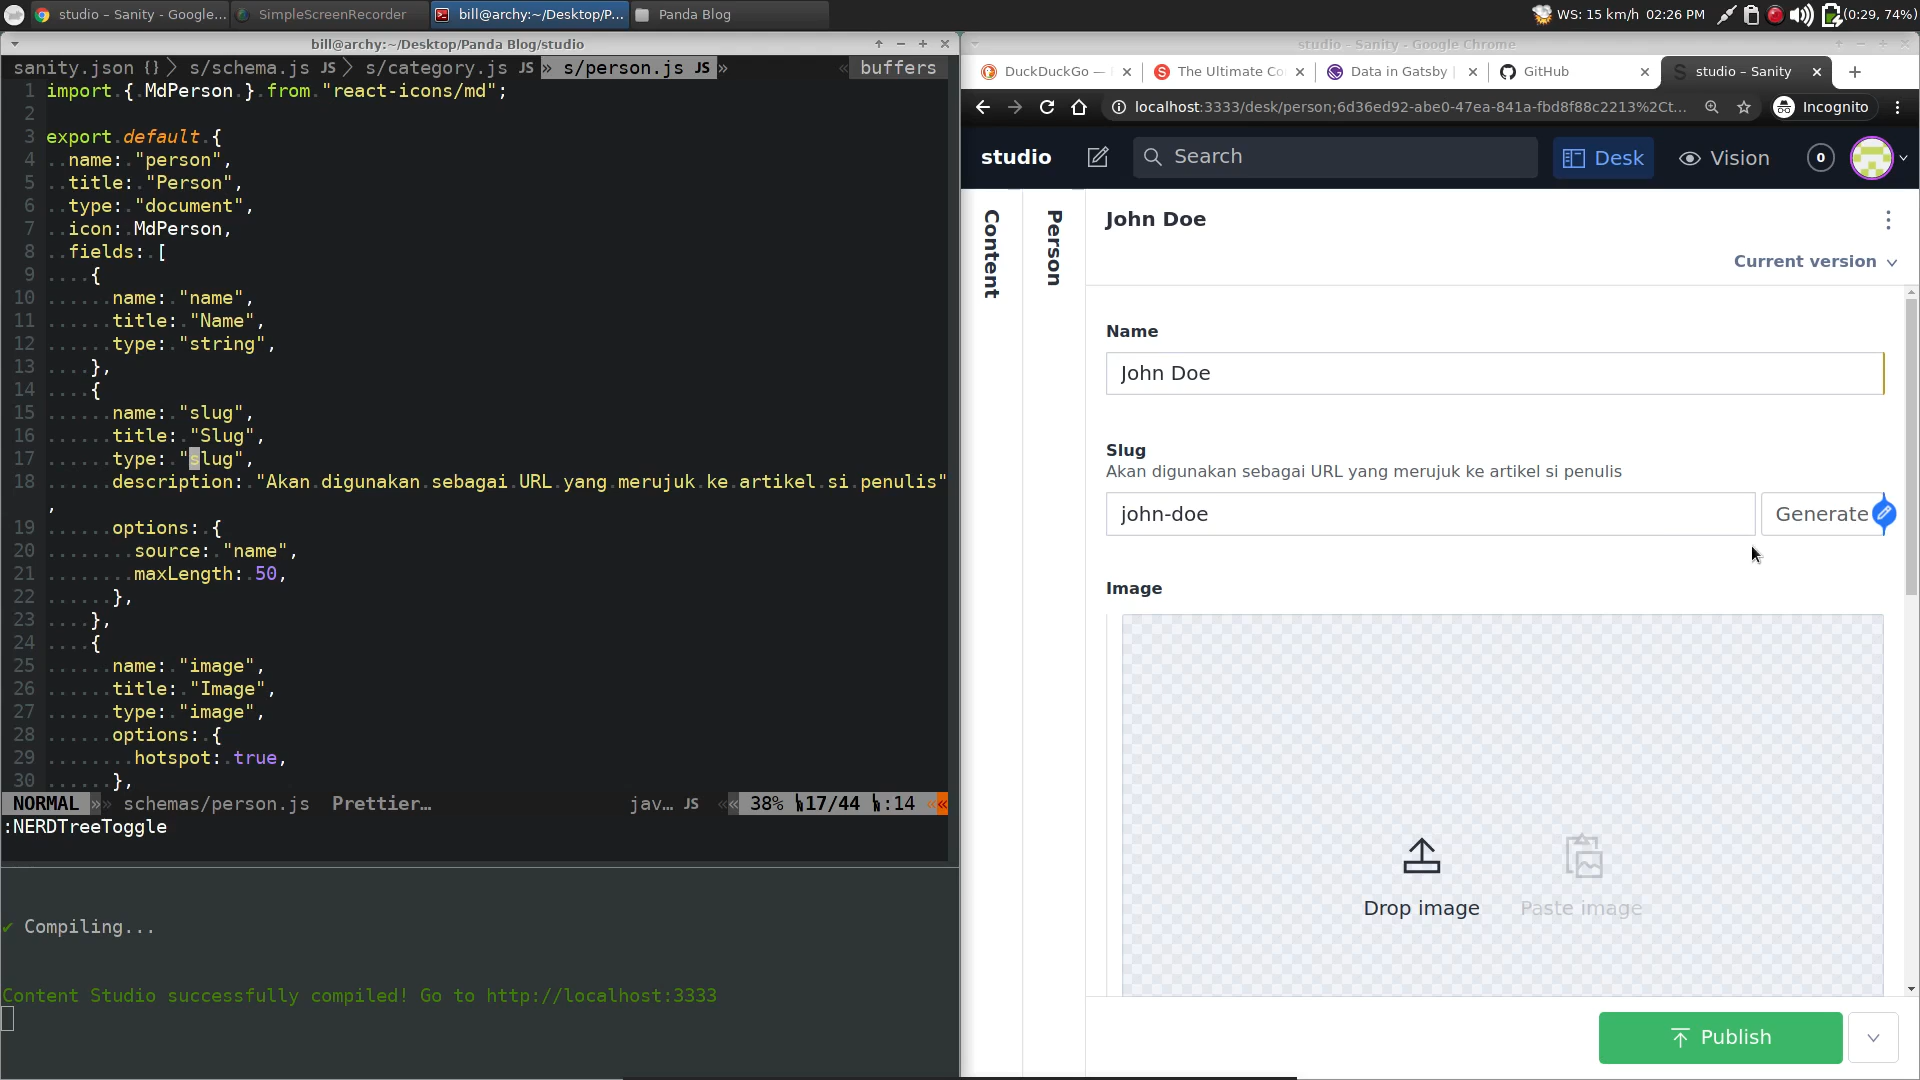 studio – Sanity - Google...
SimpleScreenRecorder
bill@archy:~/Desktop/P...
Panda Blog
WS: 15 km/h 02:26 PM
(0:29, 74%)
bill@archy:~/Desktop/Panda Blog/studio
sanity.json {} s/schema.js JS s/category.js JS » s/person.js JS » « buffers
1 import.{.MdPerson.}.from."react-icons/md";
2
3 export.default.{
4 ..name:."person",
5 ..title:."Person",
6 ..type:."document",
7 ..icon:.MdPerson,
8 ..fields:.[
9 ....{
10 ......name:."name",
11 ......title:."Name",
12 ......type:."string",
13 ....},
14 ....{
15 ......name:."slug",
16 ......title:."Slug",
17 ......type:."slug",
18 ......description:."Akan.digunakan.sebagai.URL.yang.merujuk.ke.artikel.si.penulis"
,
19 ......options:.{
20 ........source:."name",
21 ........maxLength:.50,
22 ......},
23 ....},
24 ....{
25 ......name:."image",
26 ......title:."Image",
27 ......type:."image",
28 ......options:.{
29 ........hotspot:.true,
30 ......},
NORMAL »» schemas/person.js Prettier… jav… JS «« 38% 17/44 :14 ««
:NERDTreeToggle
✔ Compiling...
Content Studio successfully compiled! Go to http://localhost:3333
studio - Sanity - Google Chrome
DuckDuckGo —
The Ultimate Co
Data in Gatsby
GitHub
studio – Sanity
localhost:3333/desk/person;6d36ed92-abe0-47ea-841a-fbd8f88c2213%2Ct...
Incognito
studio
Search
Desk
Vision
0
Content
Person
John Doe
Current version
Name
John Doe
Slug
Akan digunakan sebagai URL yang merujuk ke artikel si penulis
john-doe
Generate
Image
Drop image
Paste image
Publish